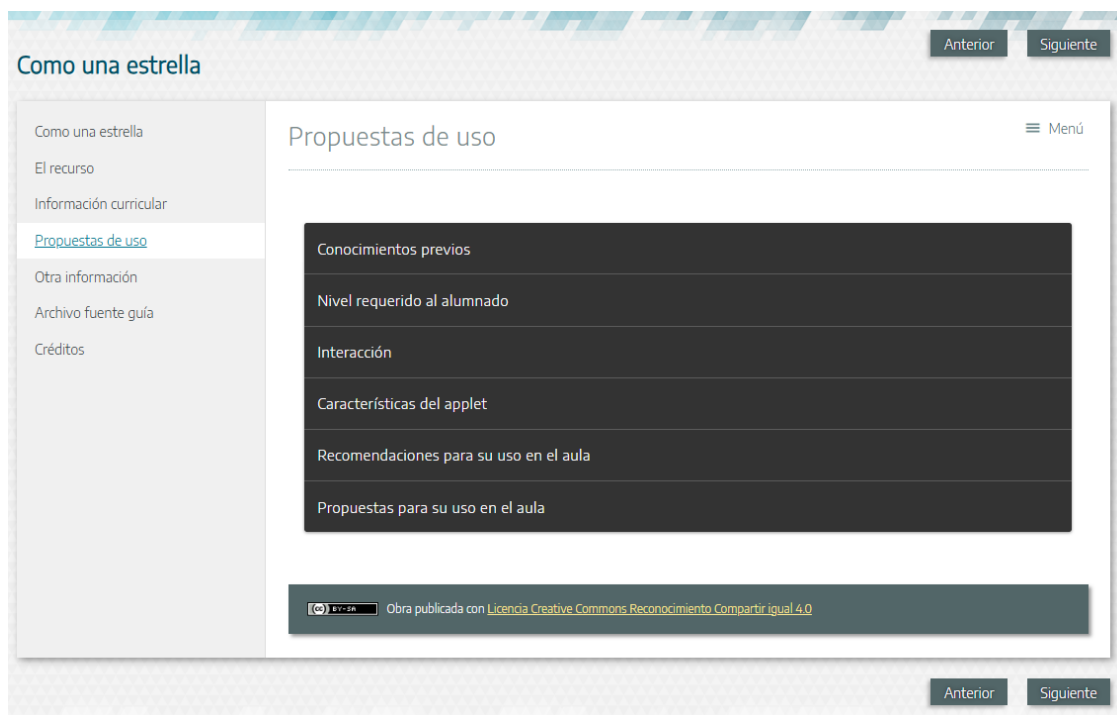 Anterior
Siguiente
Como una estrella
Como una estrella
El recurso
Información curricular
Propuestas de uso
Otra información
Archivo fuente guía
Créditos
Propuestas de uso
Menú
Conocimientos previos
Nivel requerido al alumnado
Interacción
Características del applet
Recomendaciones para su uso en el aula
Propuestas para su uso en el aula
(cc) BY-SA Obra publicada con Licencia Creative Commons Reconocimiento Compartir igual 4.0
Anterior
Siguiente